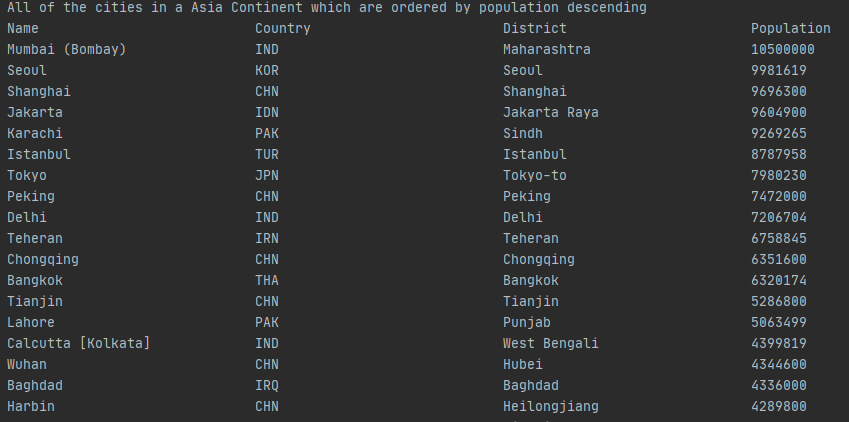 All of the cities in a Asia Continent which are ordered by population descending
Name Country District Population
Mumbai (Bombay) IND Maharashtra 10500000
Seoul KOR Seoul 9981619
Shanghai CHN Shanghai 9696300
Jakarta IDN Jakarta Raya 9604900
Karachi PAK Sindh 9269265
Istanbul TUR Istanbul 8787958
Tokyo JPN Tokyo-to 7980230
Peking CHN Peking 7472000
Delhi IND Delhi 7206704
Teheran IRN Teheran 6758845
Chongqing CHN Chongqing 6351600
Bangkok THA Bangkok 6320174
Tianjin CHN Tianjin 5286800
Lahore PAK Punjab 5063499
Calcutta [Kolkata] IND West Bengali 4399819
Wuhan CHN Hubei 4344600
Baghdad IRQ Baghdad 4336000
Harbin CHN Heilongjiang 4289800